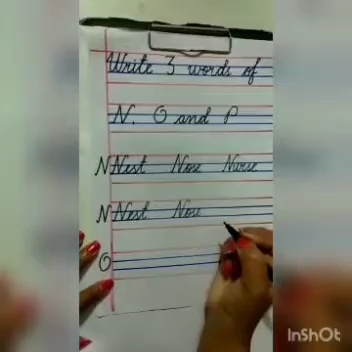 Write 3 words of
N. O and P
N Nest Nose Nurse
N Nest Nose
O
InShOt